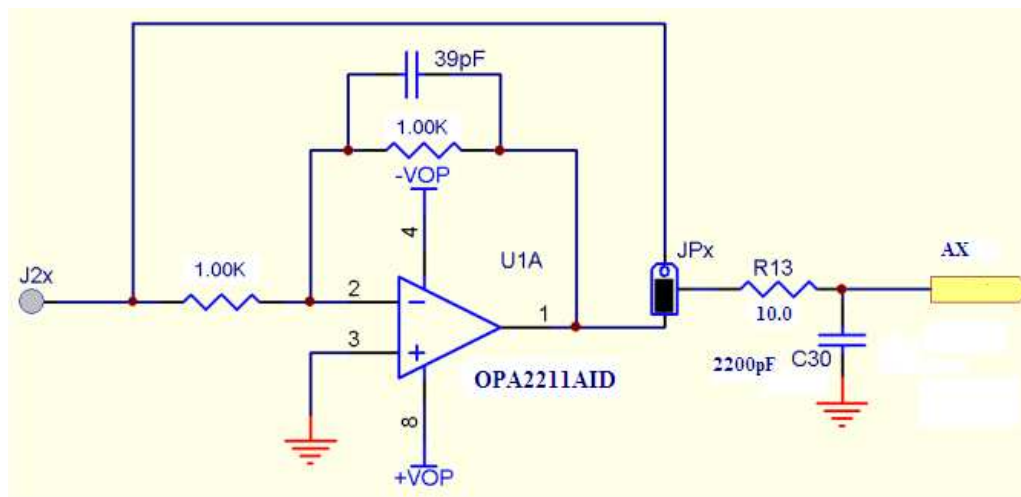 39pF
1.00K
-VOP
4
U1A
JPx
AX
J2x
1.00K
R13
2
1
10.0
3
2200pF C30
OPA2211AID
8
+VOP